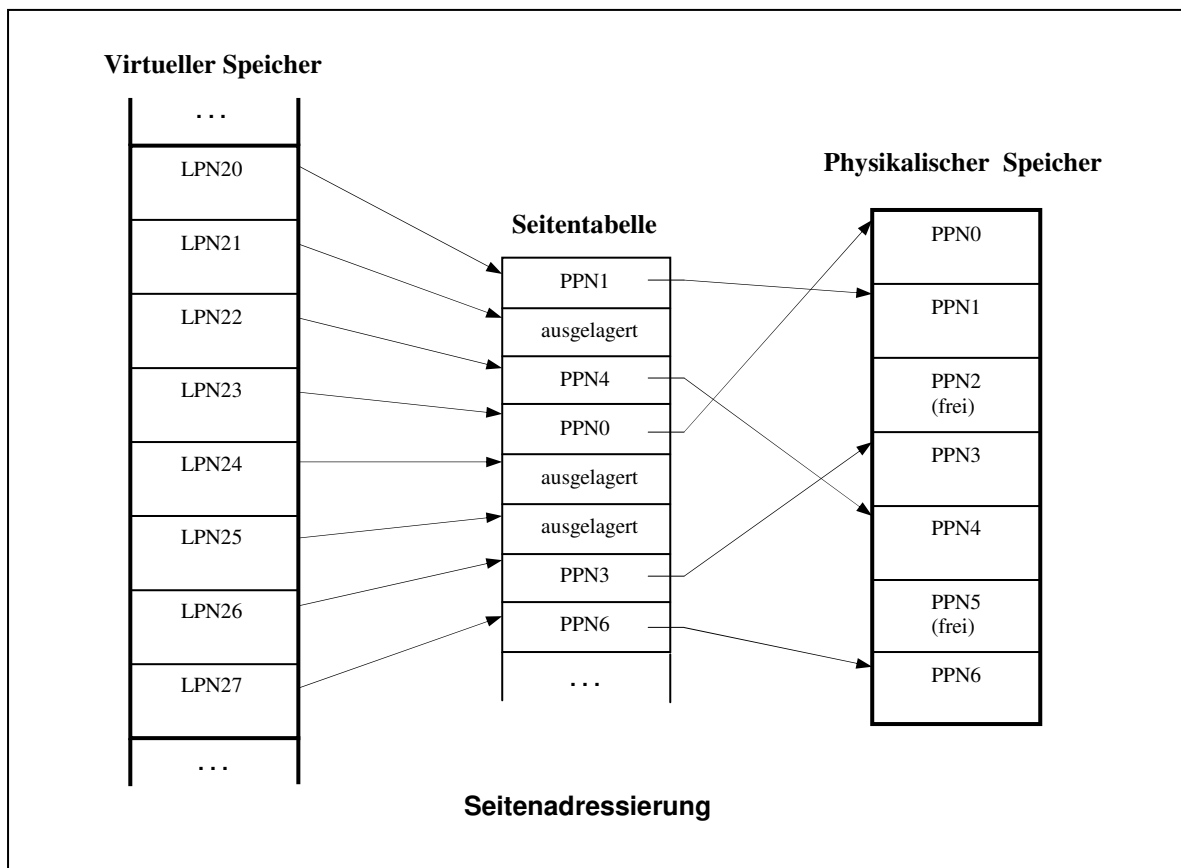 Virtueller Speicher
. . .
LPN20
LPN21
LPN22
LPN23
LPN24
LPN25
LPN26
LPN27
. . .
Seitentabelle
PPN1
ausgelagert
PPN4
PPN0
ausgelagert
ausgelagert
PPN3
PPN6
. . .
Physikalischer Speicher
PPN0
PPN1
PPN2
(frei)
PPN3
PPN4
PPN5
(frei)
PPN6
Seitenadressierung